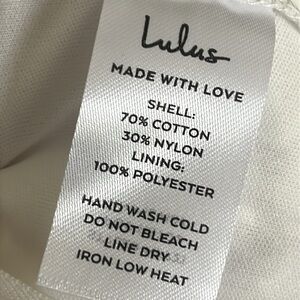 Lulus
MADE WITH LOVE
SHELL:
70% COTTON
30% NYLON
LINING:
100% POLYESTER
HAND WASH COLD
DO NOT BLEACH
LINE DRY
IRON LOW HEAT